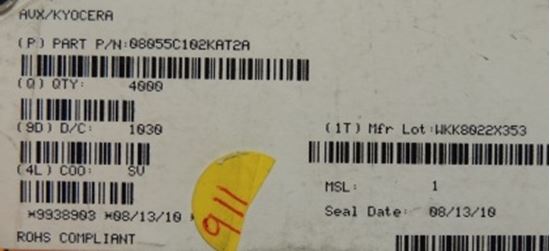 AVX/KYOCERA
(P) PART P/N:08055C102KAT2A
(Q) QTY: 4000
(9D) D/C: 1030
(1T) Mfr Lot:WKK8022X353
(4L) COO: SV
MSL: 1
*9938903 *08/13/10 *
Seal Date: 08/13/10
ROHS COMPLIANT
911